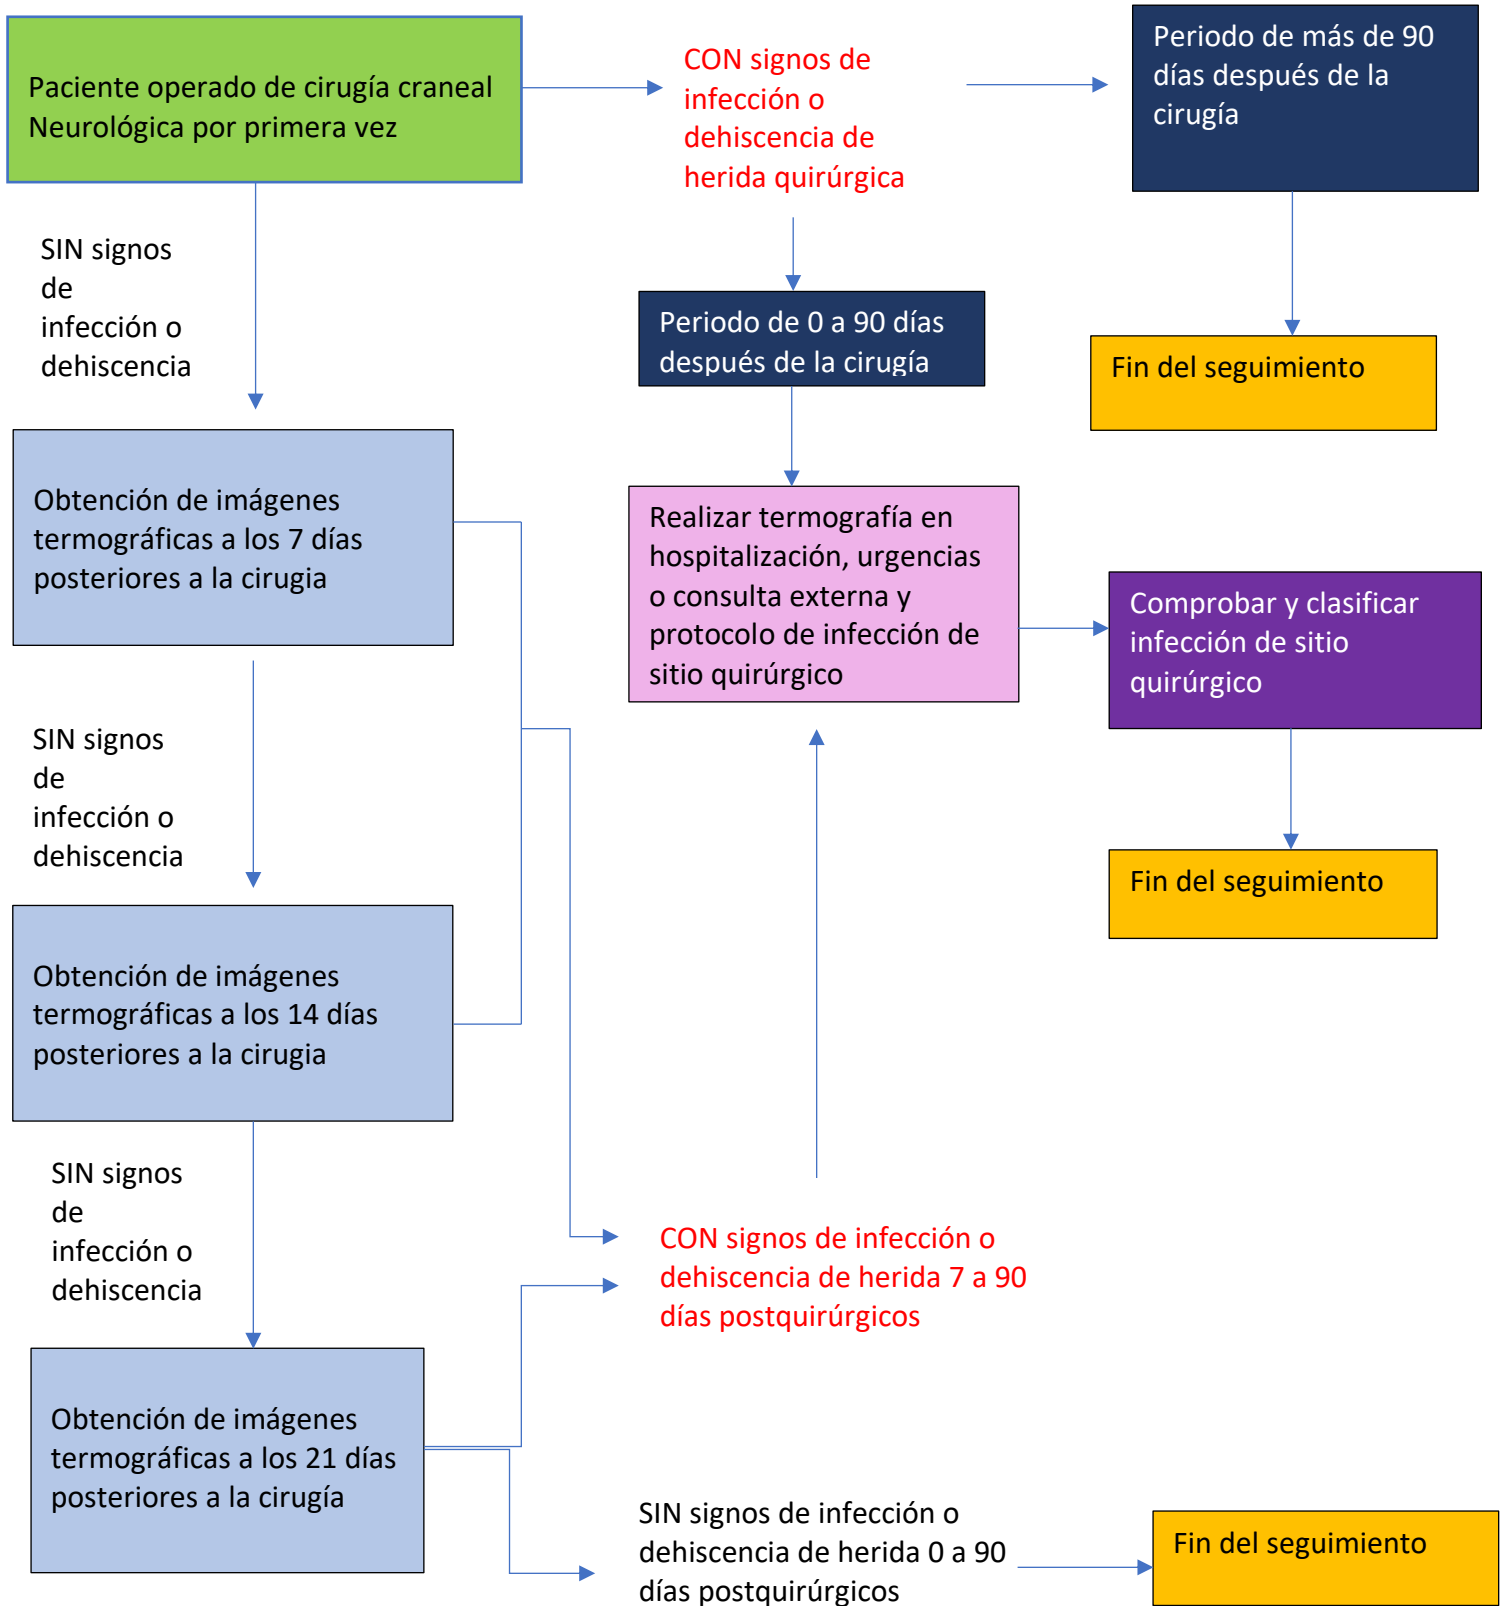 Paciente operado de cirugía craneal
Neurológica por primera vez
CON signos de
infección o
dehiscencia de
herida quirúrgica
Periodo de más de 90
días después de la
cirugía
SIN signos
de
infección o
dehiscencia
Periodo de 0 a 90 días
después de la cirugía
Fin del seguimiento
Obtención de imágenes
termográficas a los 7 días
posteriores a la cirugia
Realizar termografía en
hospitalización, urgencias
o consulta externa y
protocolo de infección de
sitio quirúrgico
Comprobar y clasificar
infección de sitio
quirúrgico
SIN signos
de
infección o
dehiscencia
Fin del seguimiento
Obtención de imágenes
termográficas a los 14 días
posteriores a la cirugia
SIN signos
de
infección o
dehiscencia
CON signos de infección o
dehiscencia de herida 7 a 90
días postquirúrgicos
Obtención de imágenes
termográficas a los 21 días
posteriores a la cirugía
SIN signos de infección o
dehiscencia de herida 0 a 90
días postquirúrgicos
Fin del seguimiento